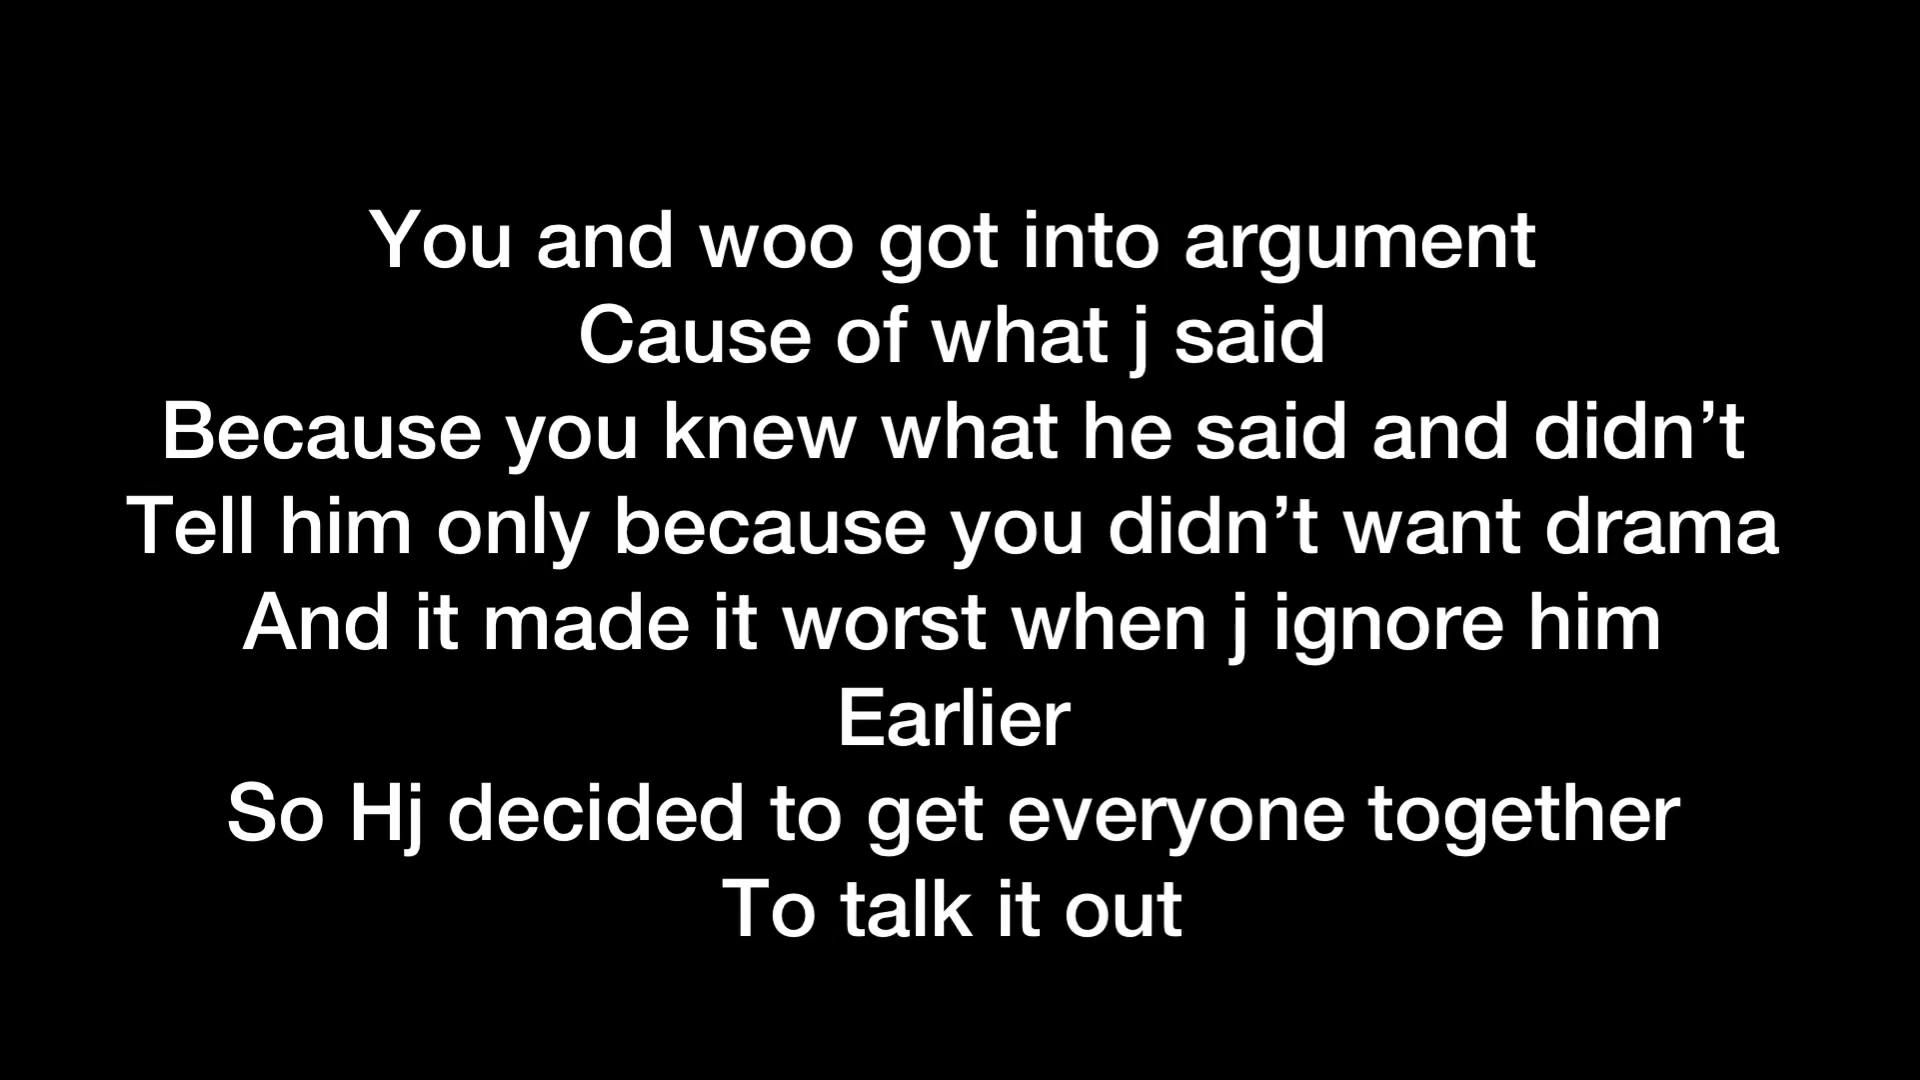 You and woo got into argument
Cause of what j said
Because you knew what he said and didn’t
Tell him only because you didn’t want drama
And it made it worst when j ignore him
Earlier
So Hj decided to get everyone together
To talk it out